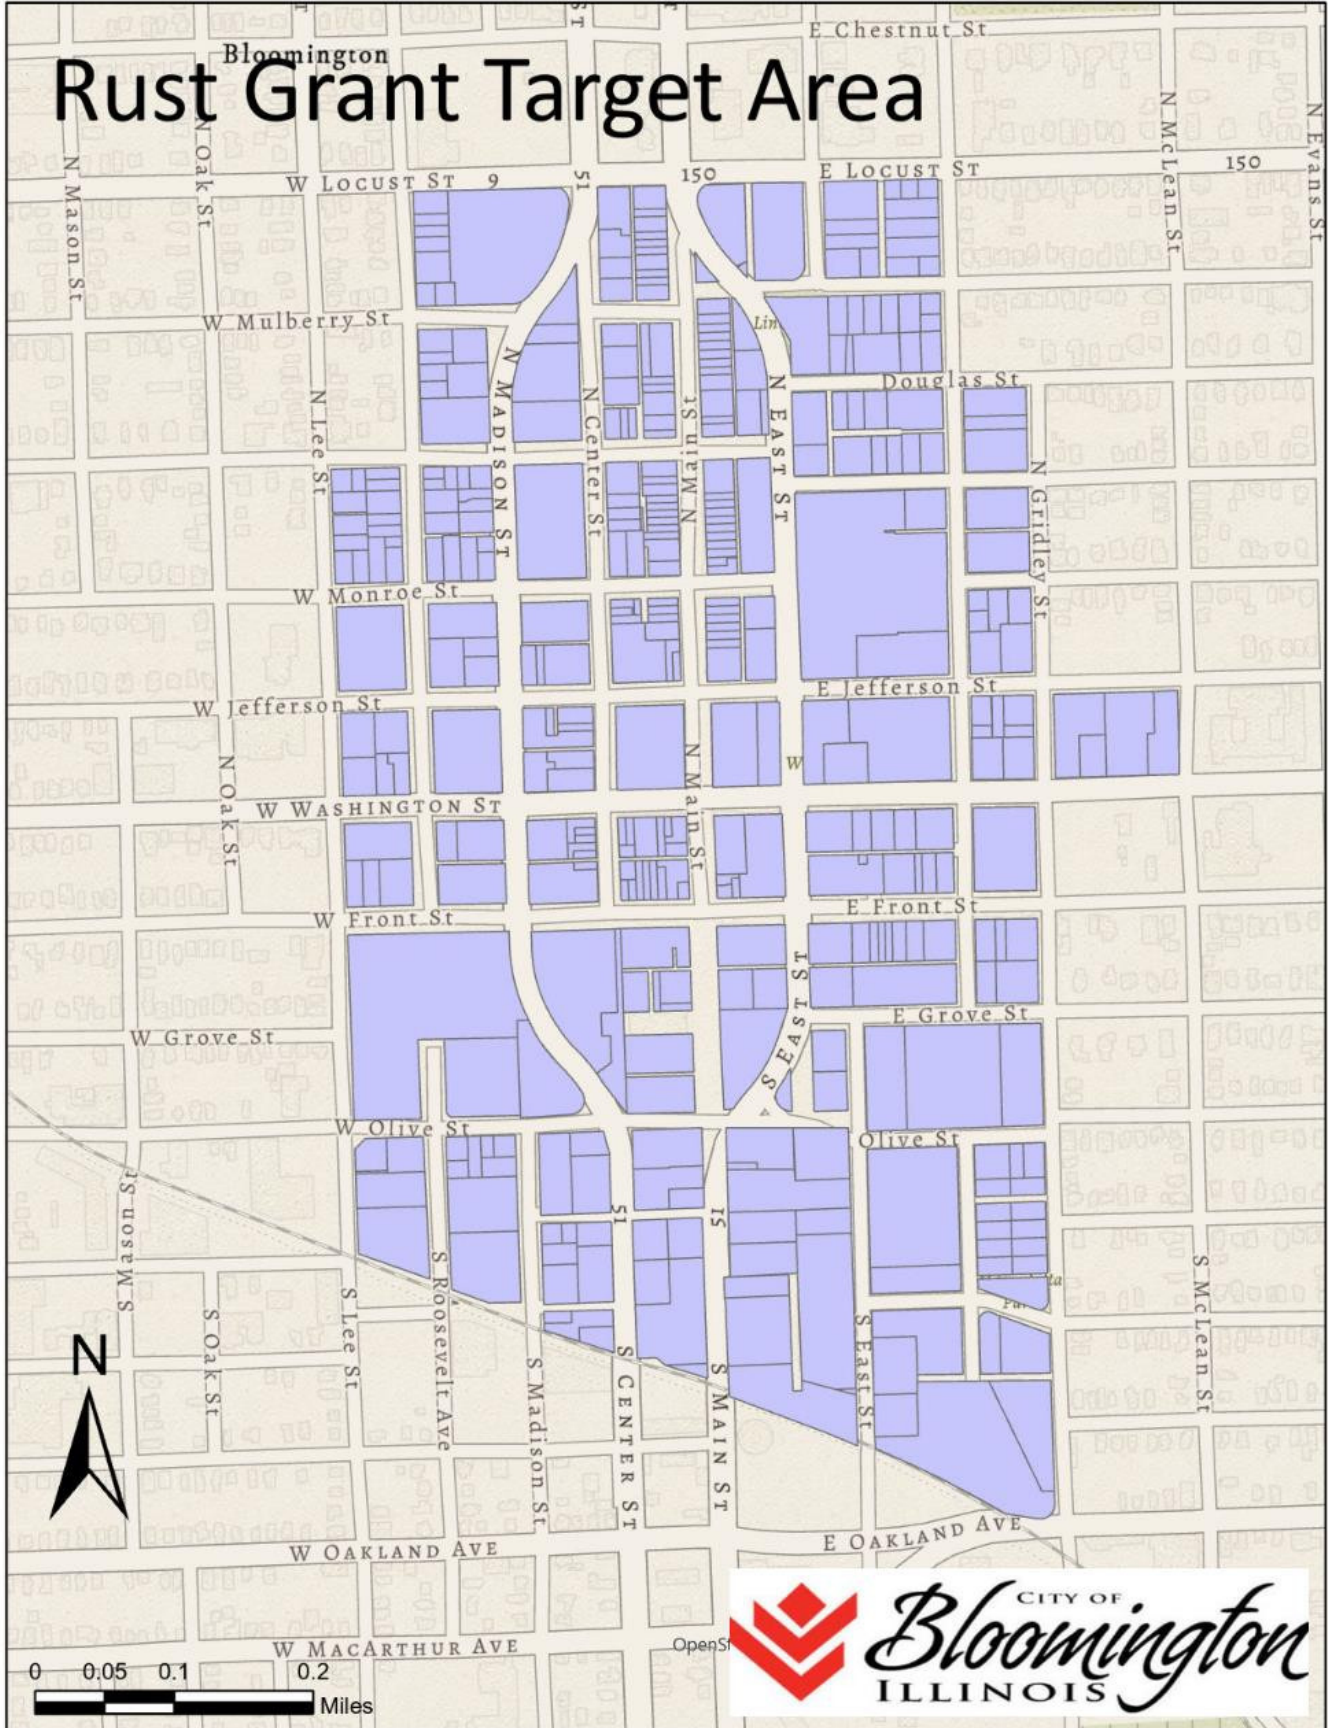 E Chestnut St
Bloomington
Rust Grant Target Area
N Mason St
N Oak St
N McLean St
N Evans St
W Locust St
9
51
150
E Locust St
150
W Mulberry St
Lin
Douglas St
N Lee St
N Madison St
N Center St
N Main St
N East St
N Gridley St
W Monroe St
W Jefferson St
E Jefferson St
N Oak St
N Main St
W
W Washington St
W Front St
E Front St
W Grove St
E Grove St
S East St
W Olive St
Olive St
51
51
S Mason St
S Oak St
S Lee St
S Roosevelt Ave
S Madison St
S Center St
S Main St
S East St
S McLean St
N
W Oakland Ave
E Oakland Ave
W MacArthur Ave
OpenSt
0 0.05 0.1 0.2
Miles
CITY OF
Bloomington
ILLINOIS